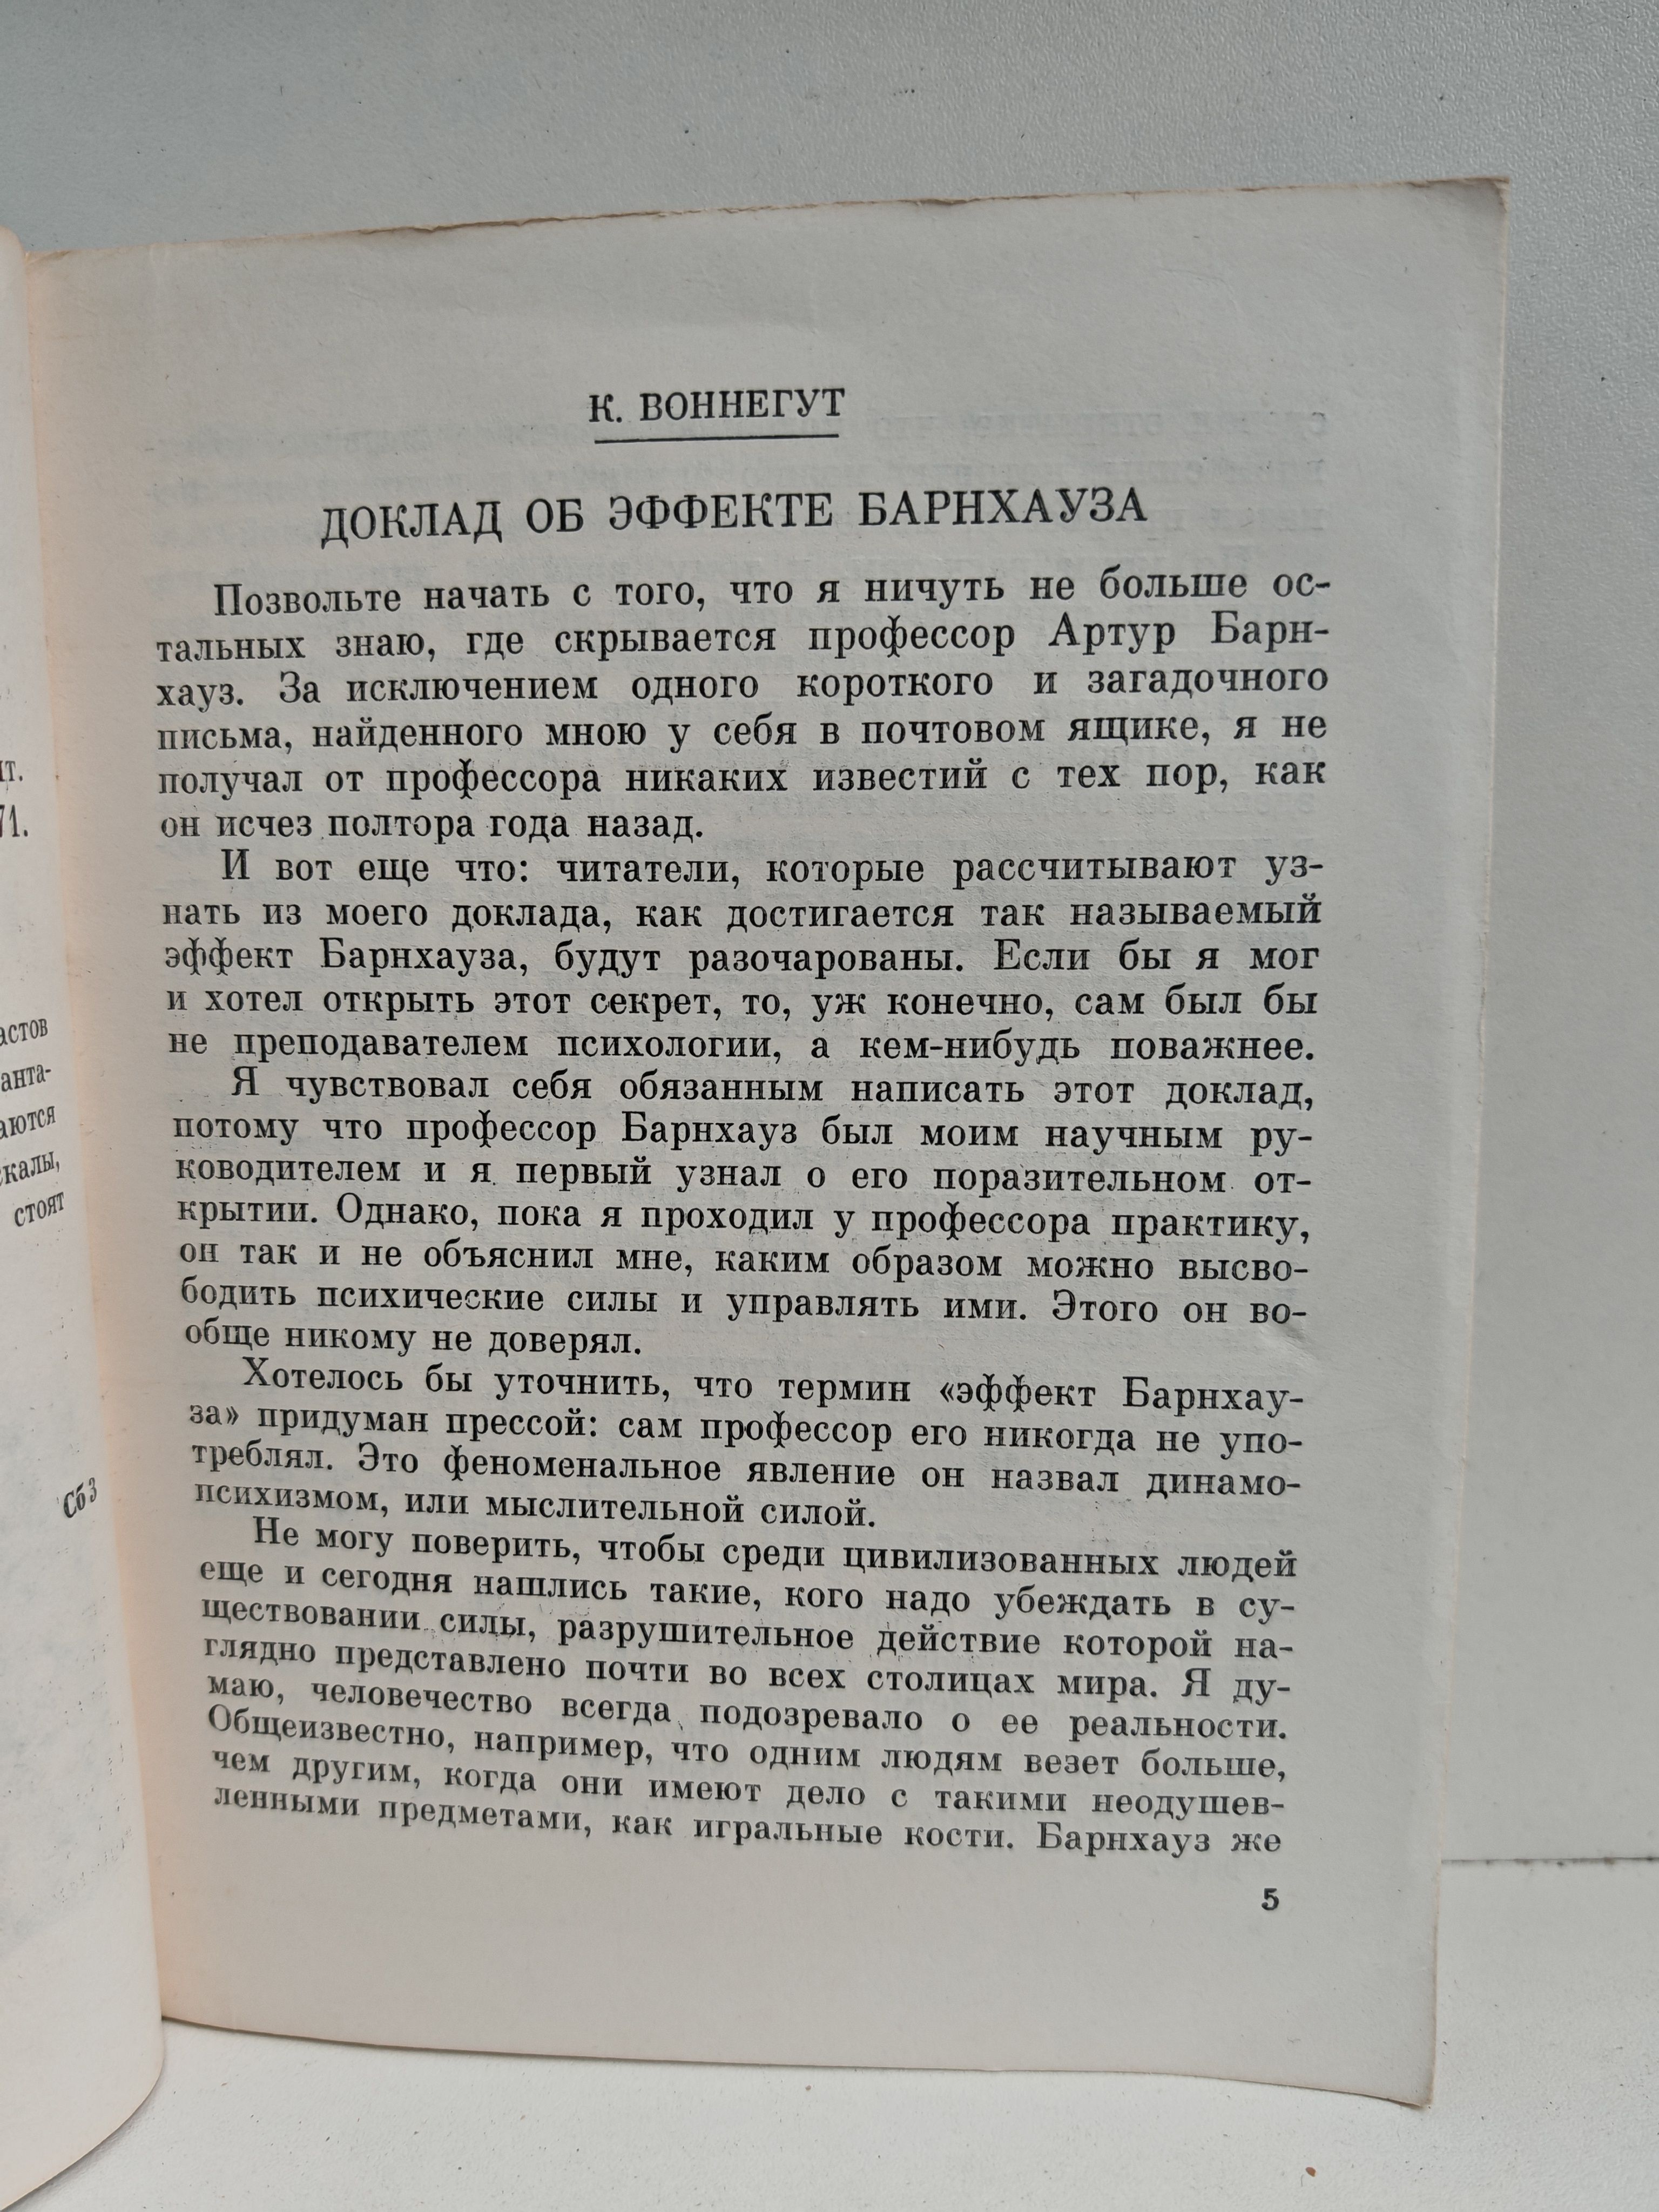 ит.
71.
астов
анта-
аются
скалы,
стоят
Сб3
К. ВОННЕГУТ
ДОКЛАД ОБ ЭФФЕКТЕ БАРНХАУЗА
Позвольте начать с того, что я ничуть не больше ос-
тальных знаю, где скрывается профессор Артур Барн-
хауз. За исключением одного короткого и загадочного
письма, найденного мною у себя в почтовом ящике, я не
получал от профессора никаких известий с тех пор, как
он исчез полтора года назад.
И вот еще что: читатели, которые рассчитывают уз-
нать из моего доклада, как достигается так называемый
эффект Барнхауза, будут разочарованы. Если бы я мог
и хотел открыть этот секрет, то, уж конечно, сам был бы
не преподавателем психологии, а кем-нибудь поважнее.
Я чувствовал себя обязанным написать этот доклад,
потому что профессор Барнхауз был моим научным ру-
ководителем и я первый узнал о его поразительном от-
крытии. Однако, пока я проходил у профессора практику,
он так и не объяснил мне, каким образом можно высво-
бодить психические силы и управлять ими. Этого он во-
обще никому не доверял.
Хотелось бы уточнить, что термин «эффект Барнхау-
за» придуман прессой: сам профессор его никогда не упо-
треблял. Это феноменальное явление он назвал динамо-
психизмом, или мыслительной силой.
Не могу поверить, чтобы среди цивилизованных людей
еще и сегодня нашлись такие, кого надо убеждать в су-
ществовании силы, разрушительное действие которой на-
глядно представлено почти во всех столицах мира. Я ду-
маю, человечество всегда подозревало о ее реальности.
Общеизвестно, например, что одним людям везет больше,
чем другим, когда они имеют дело с такими неодушев-
ленными предметами, как игральные кости. Барнхауз же
5